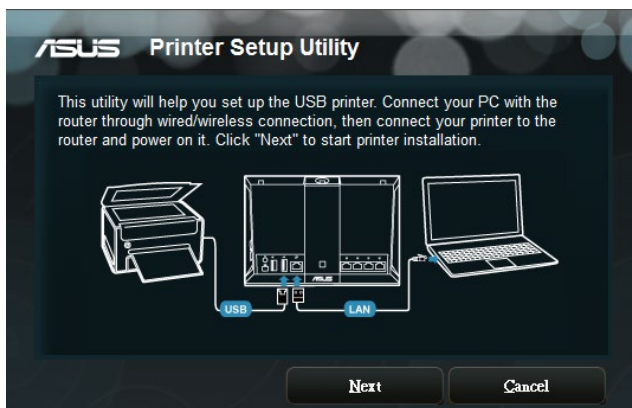 ASUS Printer Setup Utility
This utility will help you set up the USB printer. Connect your PC with the
router through wired/wireless connection, then connect your printer to the
router and power on it. Click "Next" to start printer installation.
ASUS
USB
LAN
Next
Cancel